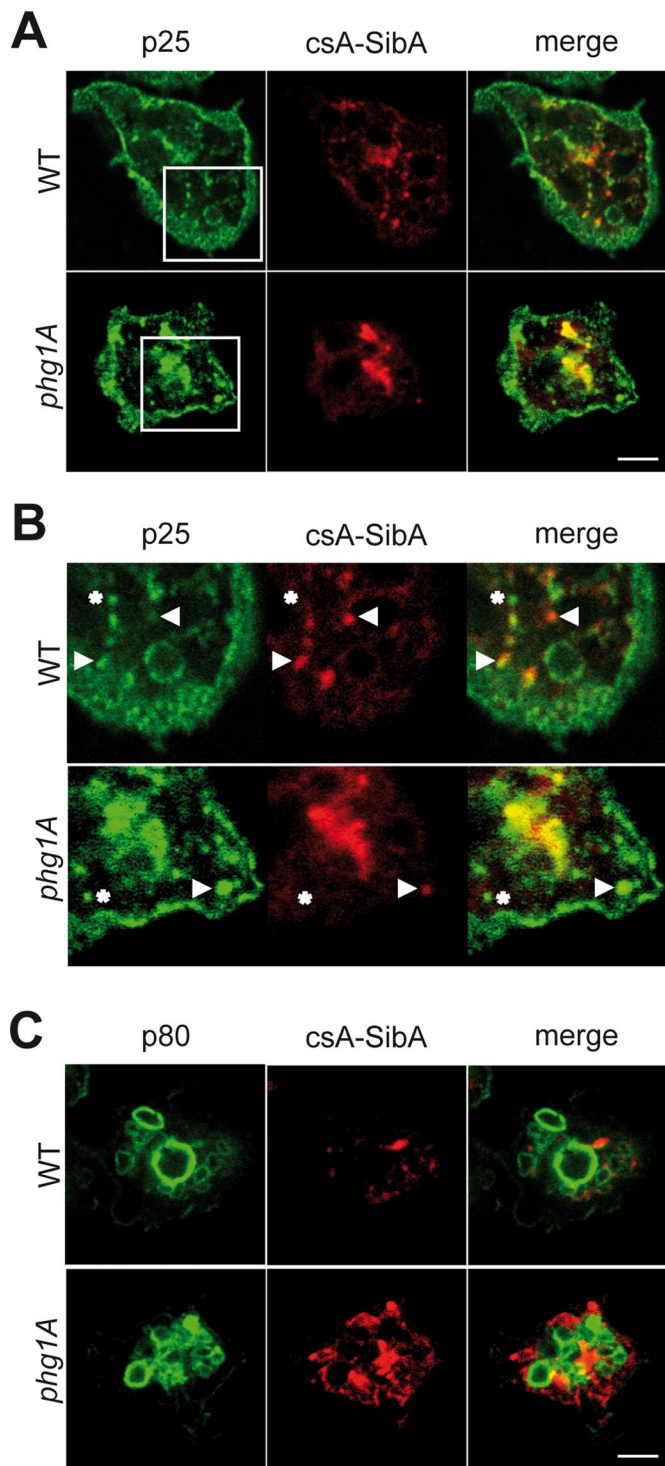 A
p25 csA-SibA merge
WT
phg1A
B
p25 csA-SibA merge
WT
phg1A
C
p80 csA-SibA merge
WT
phg1A